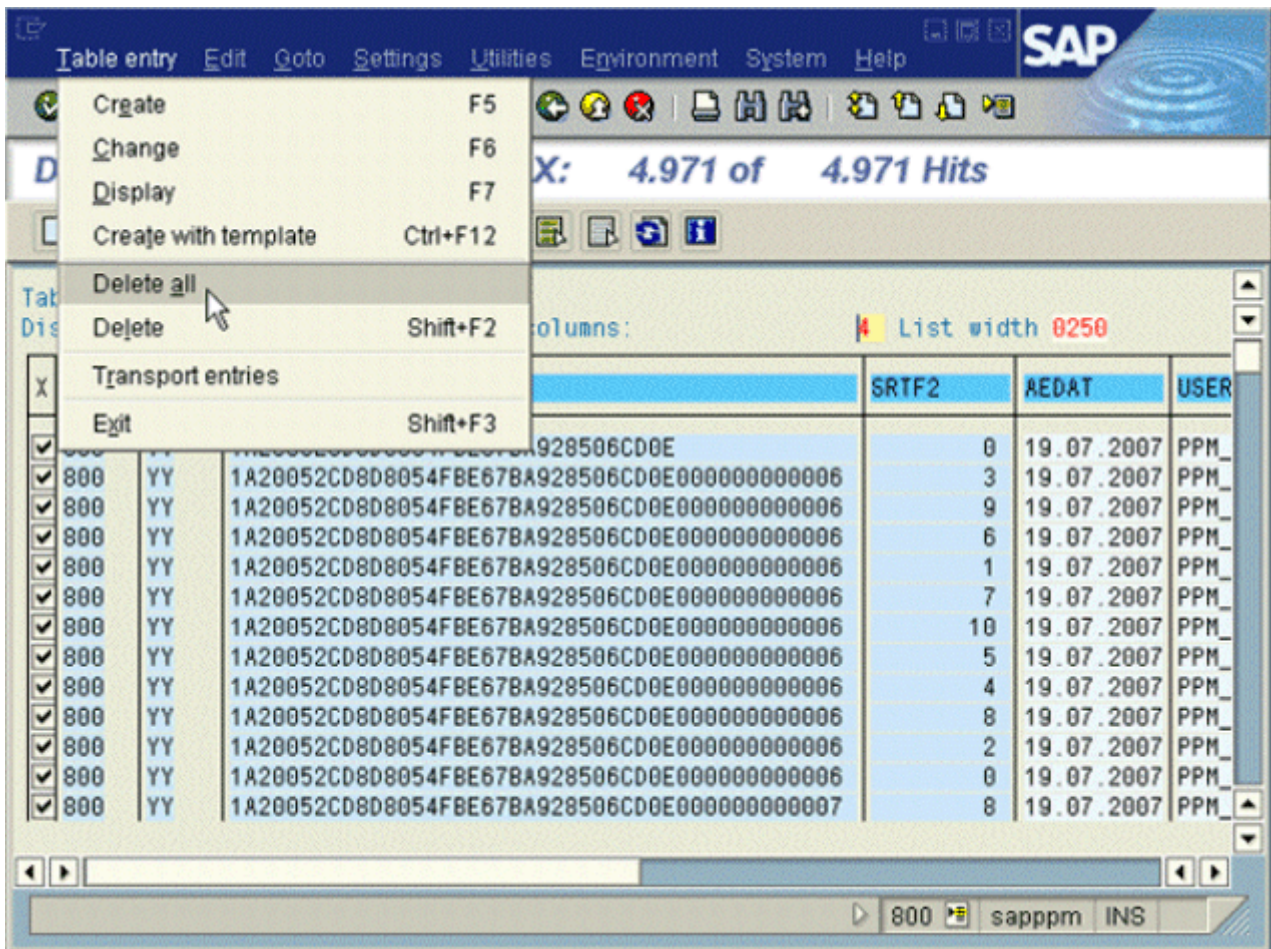 Table entry Edit Goto Settings Utilities Environment System Help
SAP
Create F5
Change F6
Display F7
Create with template Ctrl+F12
Delete all
Delete Shift+F2
Transport entries
Exit Shift+F3
D X: 4.971 of 4.971 Hits
Tab
Dis columns: 4 List width 0250
X SRTF2 AEDAT USER
0 19.07.2007 PPM_
800 YY 1A20052CD8D8054FBE67BA928506CD0E000000000006 3 19.07.2007 PPM_
800 YY 1A20052CD8D8054FBE67BA928506CD0E000000000006 9 19.07.2007 PPM_
800 YY 1A20052CD8D8054FBE67BA928506CD0E000000000006 6 19.07.2007 PPM_
800 YY 1A20052CD8D8054FBE67BA928506CD0E000000000006 1 19.07.2007 PPM_
800 YY 1A20052CD8D8054FBE67BA928506CD0E000000000006 7 19.07.2007 PPM_
800 YY 1A20052CD8D8054FBE67BA928506CD0E000000000006 10 19.07.2007 PPM_
800 YY 1A20052CD8D8054FBE67BA928506CD0E000000000006 5 19.07.2007 PPM_
800 YY 1A20052CD8D8054FBE67BA928506CD0E000000000006 4 19.07.2007 PPM_
800 YY 1A20052CD8D8054FBE67BA928506CD0E000000000006 8 19.07.2007 PPM_
800 YY 1A20052CD8D8054FBE67BA928506CD0E000000000006 2 19.07.2007 PPM_
800 YY 1A20052CD8D8054FBE67BA928506CD0E000000000006 0 19.07.2007 PPM_
800 YY 1A20052CD8D8054FBE67BA928506CD0E000000000007 8 19.07.2007 PPM_
800 sapppm INS